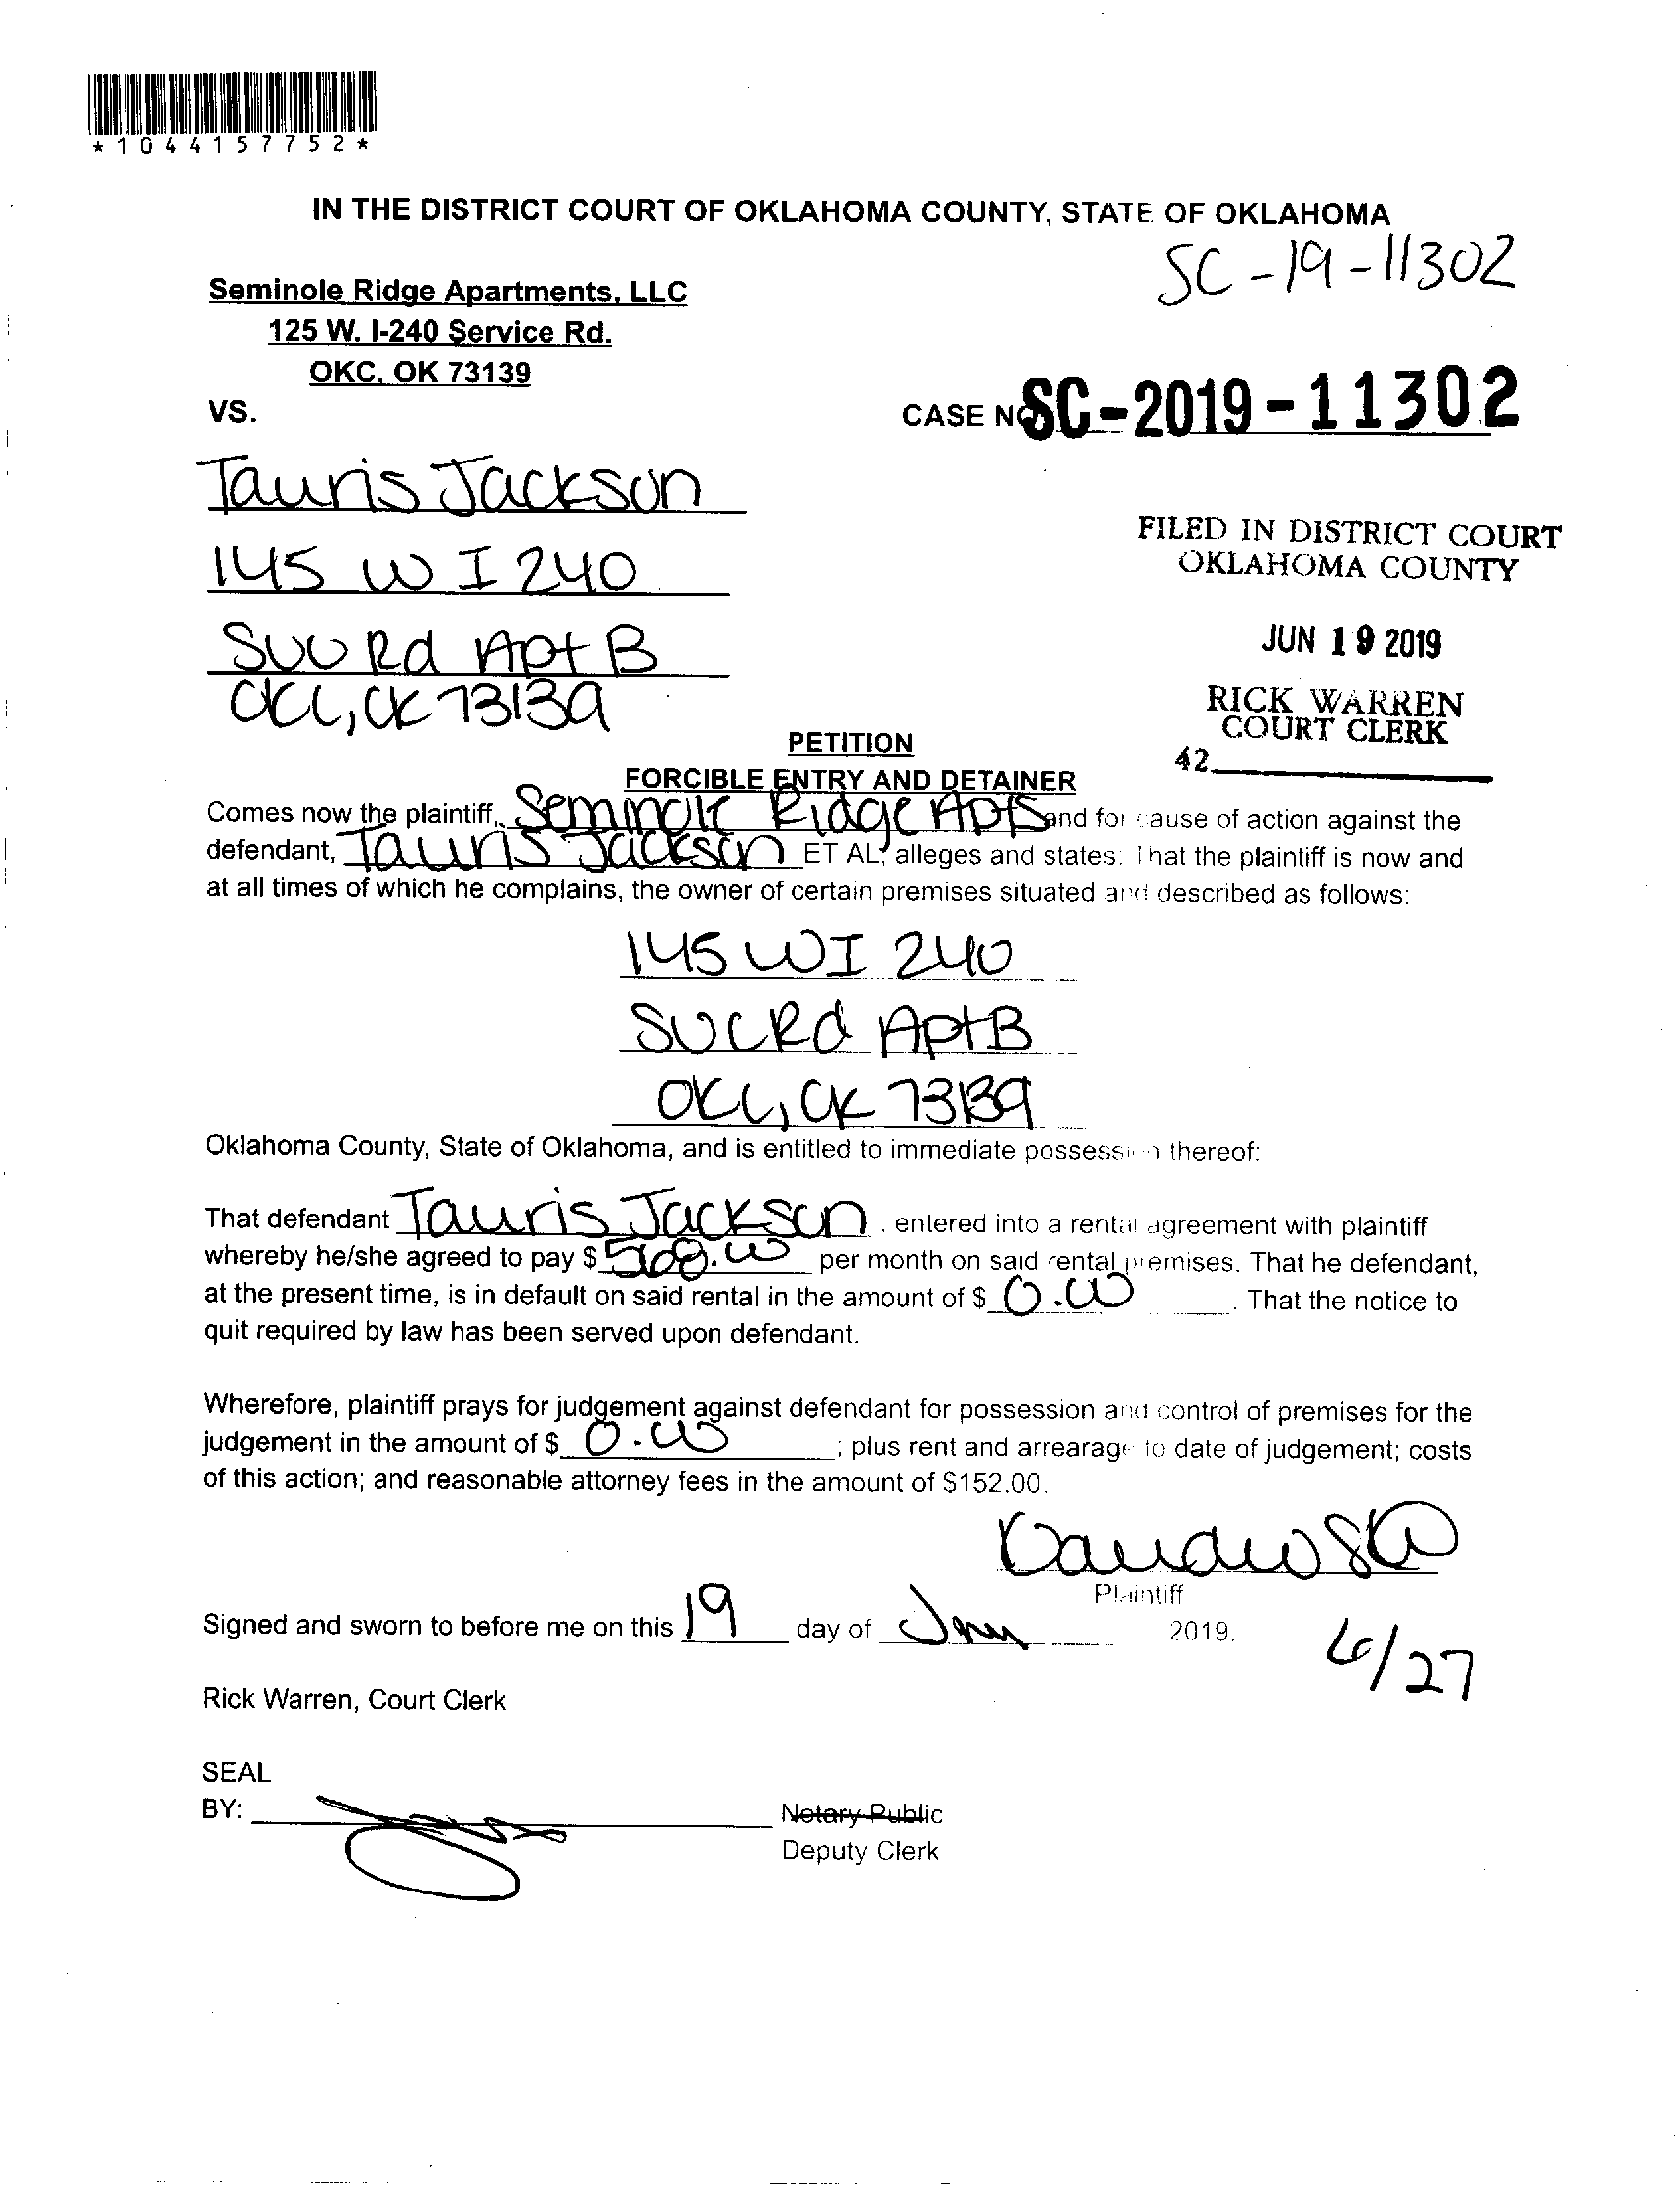 *1044157752*
IN THE DISTRICT COURT OF OKLAHOMA COUNTY, STATE OF OKLAHOMA
SC-19-11302
Seminole Ridge Apartments, LLC
125 W. I-240 Service Rd.
OKC, OK 73139
VS.
CASE NO SC-2019-11302
Tauris Jackson
145 W I 240
FILED IN DISTRICT COURT
OKLAHOMA COUNTY
Svc Rd Apt B
JUN 19 2019
OKC, OK 73139
RICK WARREN
COURT CLERK
42
PETITION
FORCIBLE ENTRY AND DETAINER
Comes now the plaintiff, Seminole Ridge Apts and for cause of action against the
defendant, Tauris Jackson ET AL, alleges and states: That the plaintiff is now and
at all times of which he complains, the owner of certain premises situated and described as follows:
145 W I 240
Svc Rd Apt B
OKC, OK 73139
Oklahoma County, State of Oklahoma, and is entitled to immediate possession thereof:
That defendant Tauris Jackson, entered into a rental agreement with plaintiff
whereby he/she agreed to pay $ per month on said rental premises. That he defendant,
at the present time, is in default on said rental in the amount of $ 0.00. That the notice to
quit required by law has been served upon defendant.
Wherefore, plaintiff prays for judgement against defendant for possession and control of premises for the
judgement in the amount of $ 0.00; plus rent and arrearage to date of judgement; costs
of this action; and reasonable attorney fees in the amount of $152.00.
Plaintiff
Signed and sworn to before me on this 19 day of Jun 2019.
6/27
Rick Warren, Court Clerk
SEAL
BY:
Notary Public
Deputy Clerk